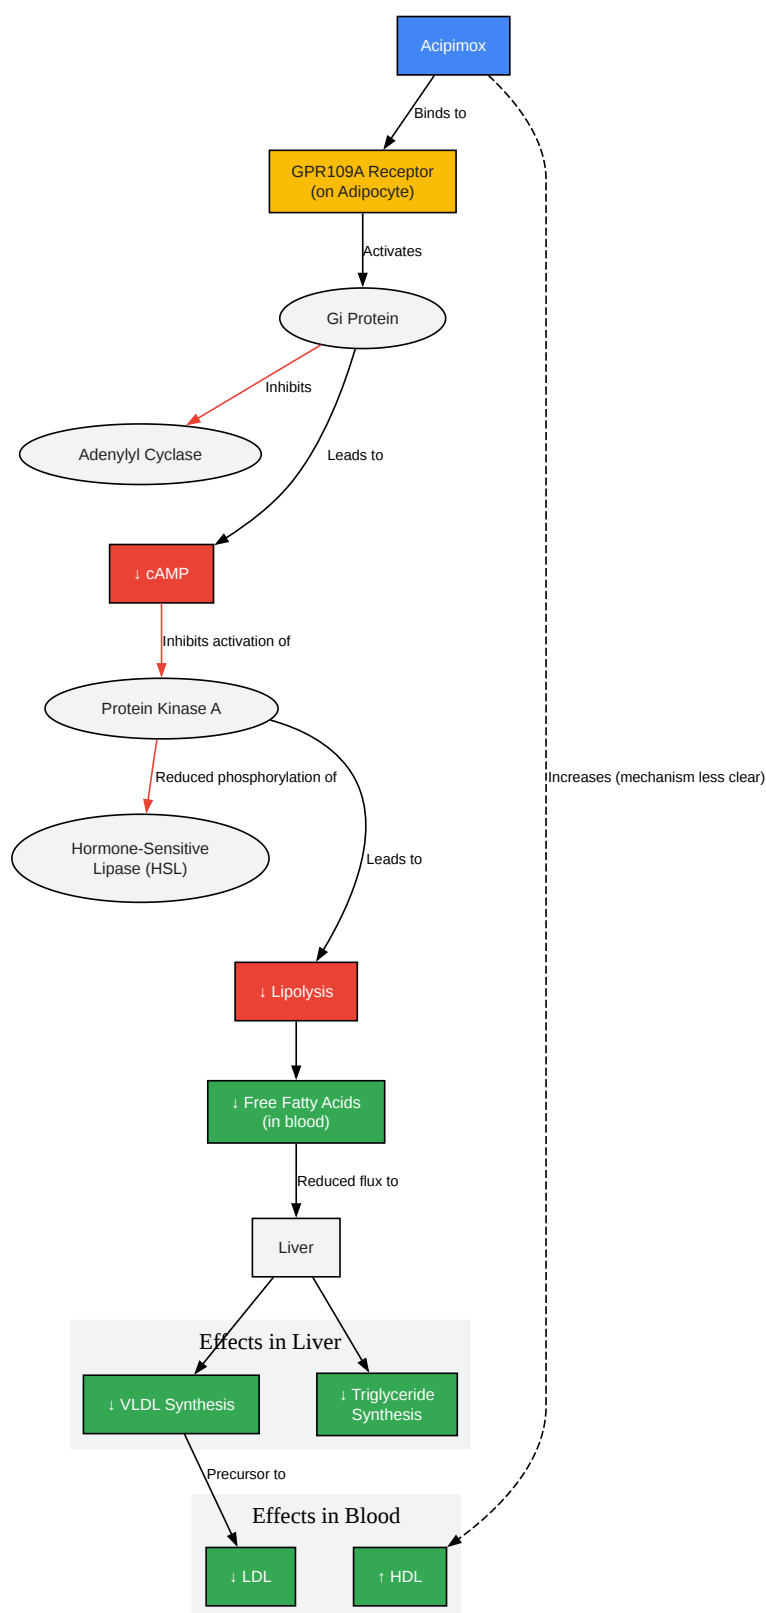 Acipimox
Binds to
GPR109A Receptor
(on Adipocyte)
Activates
Gi Protein
Inhibits
Adenylyl Cyclase
Leads to
↓ cAMP
Inhibits activation of
Protein Kinase A
Reduced phosphorylation of
Increases (mechanism less clear)
Hormone-Sensitive
Lipase (HSL)
Leads to
↓ Lipolysis
↓ Free Fatty Acids
(in blood)
Reduced flux to
Liver
Effects in Liver
↓ VLDL Synthesis
↓ Triglyceride
Synthesis
Precursor to
Effects in Blood
↓ LDL
↑ HDL